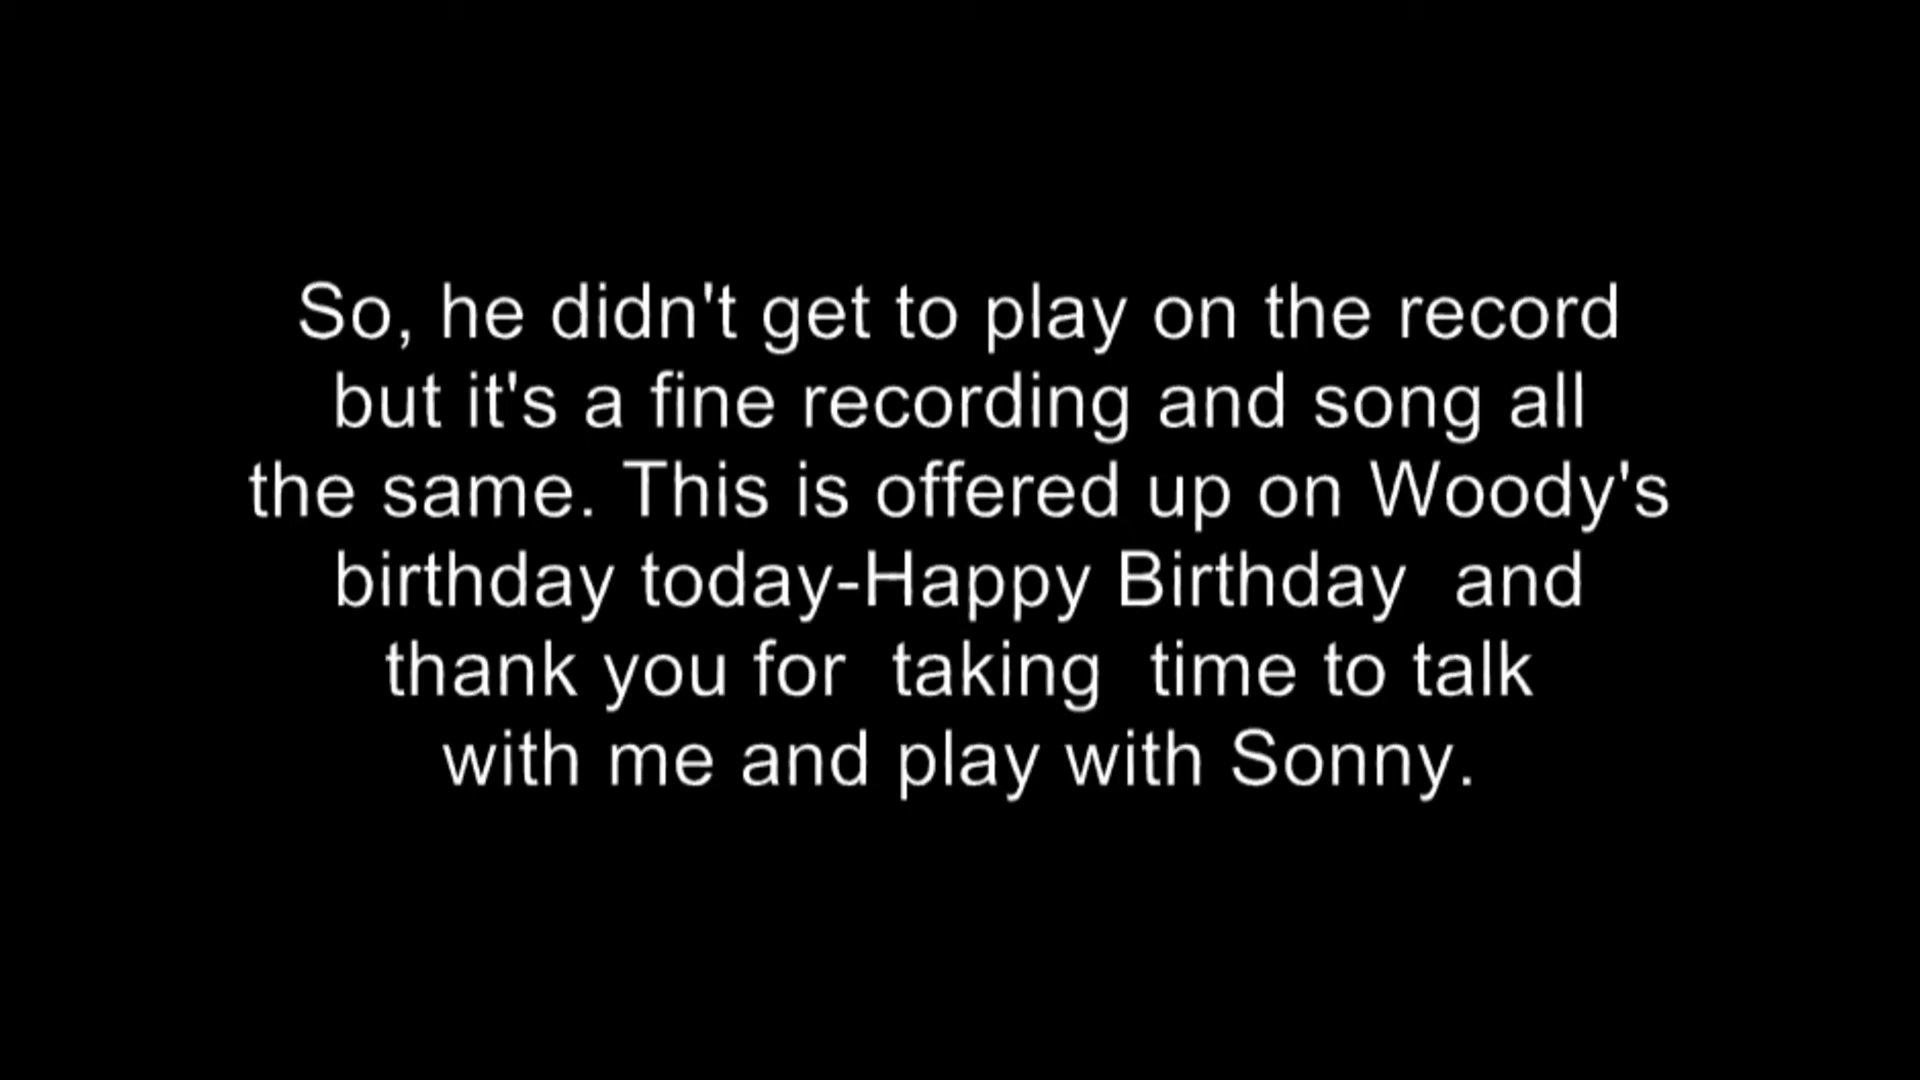 So, he didn't get to play on the record
but it's a fine recording and song all
the same. This is offered up on Woody's
birthday today-Happy Birthday  and
thank you for  taking  time to talk
with me and play with Sonny.